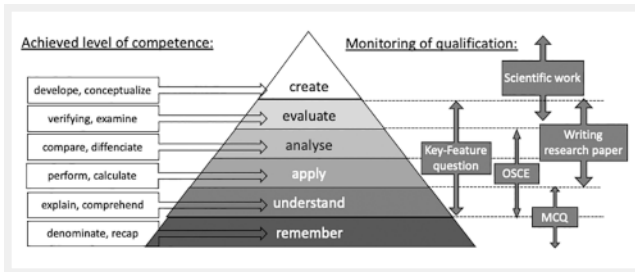 Achieved level of competence:
Monitoring of qualification:
develope, conceptualize
create
Scientific work
verifying, examine
evaluate
compare, diffenciate
analyse
Key-Feature
question
Writing
research paper
perform, calculate
apply
OSCE
explain, comprehend
understand
MCQ
denominate, recap
remember